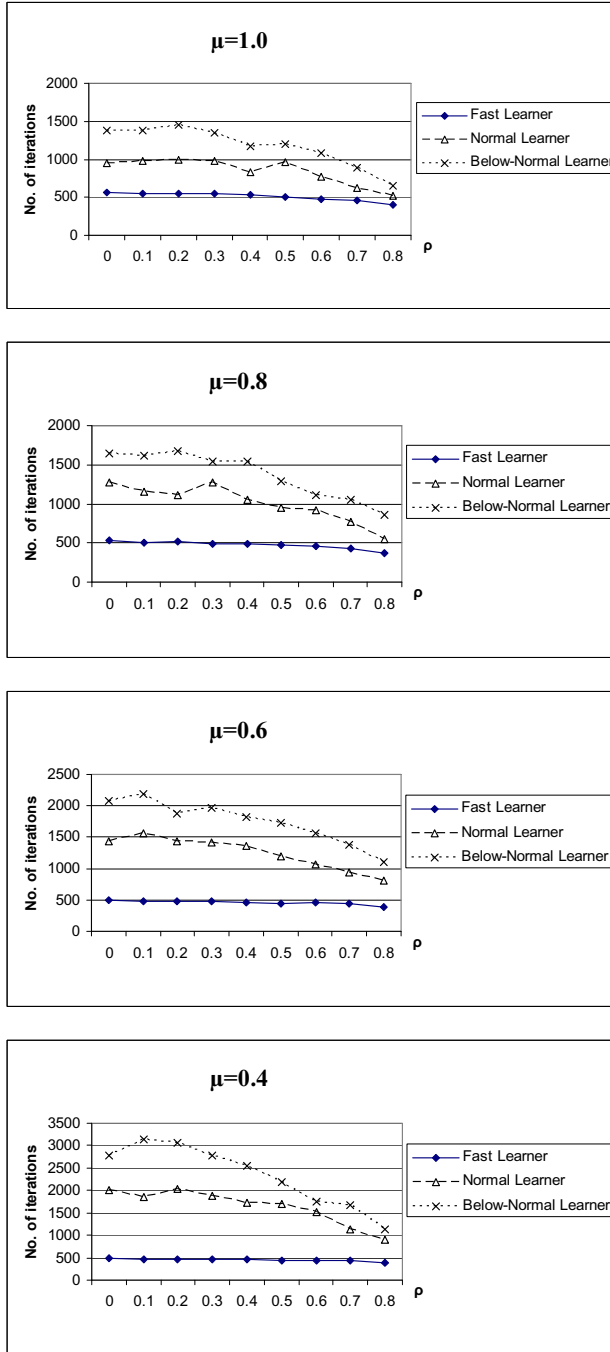 μ=1.0
2000
1500
1000
500
0
No. of iterations
0 0.1 0.2 0.3 0.4 0.5 0.6 0.7 0.8
ρ
Fast Learner
Normal Learner
Below-Normal Learner
μ=0.8
2000
1500
1000
500
0
No. of iterations
0 0.1 0.2 0.3 0.4 0.5 0.6 0.7 0.8
ρ
Fast Learner
Normal Learner
Below-Normal Learner
μ=0.6
2500
2000
1500
1000
500
0
No. of iterations
0 0.1 0.2 0.3 0.4 0.5 0.6 0.7 0.8
ρ
Fast Learner
Normal Learner
Below-Normal Learner
μ=0.4
3500
3000
2500
2000
1500
1000
500
0
No. of iterations
0 0.1 0.2 0.3 0.4 0.5 0.6 0.7 0.8
ρ
Fast Learner
Normal Learner
Below-Normal Learner